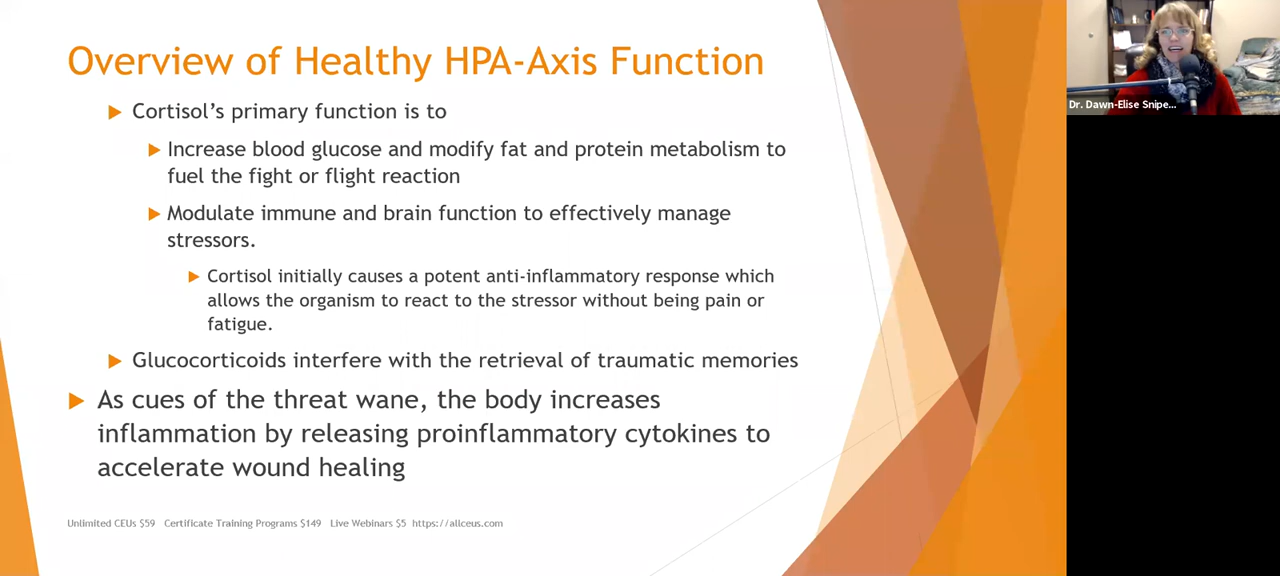 Overview of Healthy HPA-Axis Function
Cortisol's primary function is to
Increase blood glucose and modify fat and protein metabolism to
fuel the fight or flight reaction
Modulate immune and brain function to effectively manage
stressors.
Cortisol initially causes a potent anti-inflammatory response which
allows the organism to react to the stressor without being pain or
fatigue.
Glucocorticoids interfere with the retrieval of traumatic memories
As cues of the threat wane, the body increases
inflammation by releasing proinflammatory cytokines to
accelerate wound healing
Unlimited CEUs $59 Certificate Training Programs $149 Live Webinars $5 https://allceus.com
Dr. Dawn-Elise Snipe...